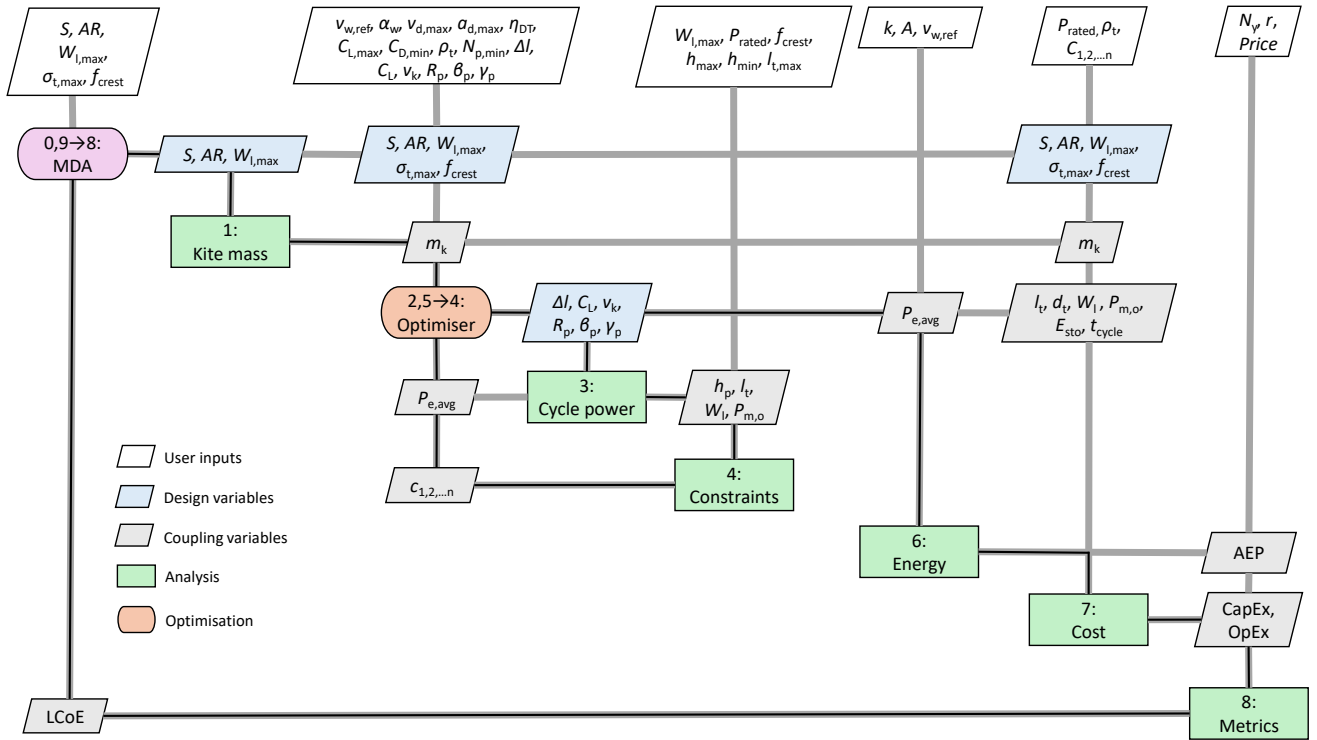 S, AR,
W_l,max,
σ_t,max, f_crest
v_w,ref, α_w, v_d,max, a_d,max, η_DT,
C_L,max, C_D,min, ρ_t, N_p,min, Δl,
C_L, v_k, R_p, β_p, γ_p
W_l,max, P_rated, f_crest,
h_max, h_min, l_t,max
k, A, v_w,ref
P_rated, ρ_t,
C_1,2,…n
N_y, r,
Price
0,9→8:
MDA
S, AR, W_l,max
S, AR, W_l,max,
σ_t,max, f_crest
S, AR, W_l,max,
σ_t,max, f_crest
1:
Kite mass
m_k
m_k
2,5→4:
Optimiser
Δl, C_L, v_k,
R_p, β_p, γ_p
P_e,avg
l_t, d_t, W_l, P_m,o,
E_sto, t_cycle
P_e,avg
3:
Cycle power
h_p, l_t,
W_l, P_m,o
c_1,2,…n
4:
Constraints
User inputs
Design variables
Coupling variables
Analysis
Optimisation
6:
Energy
AEP
7:
Cost
CapEx,
OpEx
LCoE
8:
Metrics